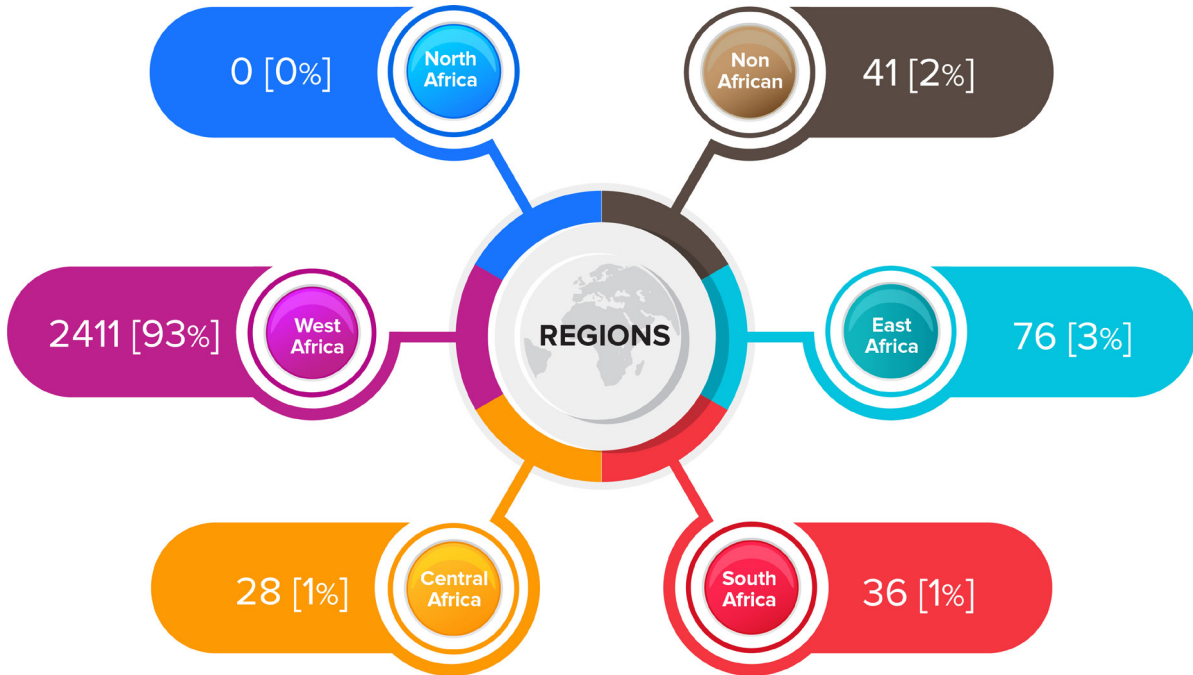 0 [0%]
North
Africa
Non
African
41 [2%]
2411 [93%]
West
Africa
REGIONS
East
Africa
76 [3%]
28 [1%]
Central
Africa
South
Africa
36 [1%]